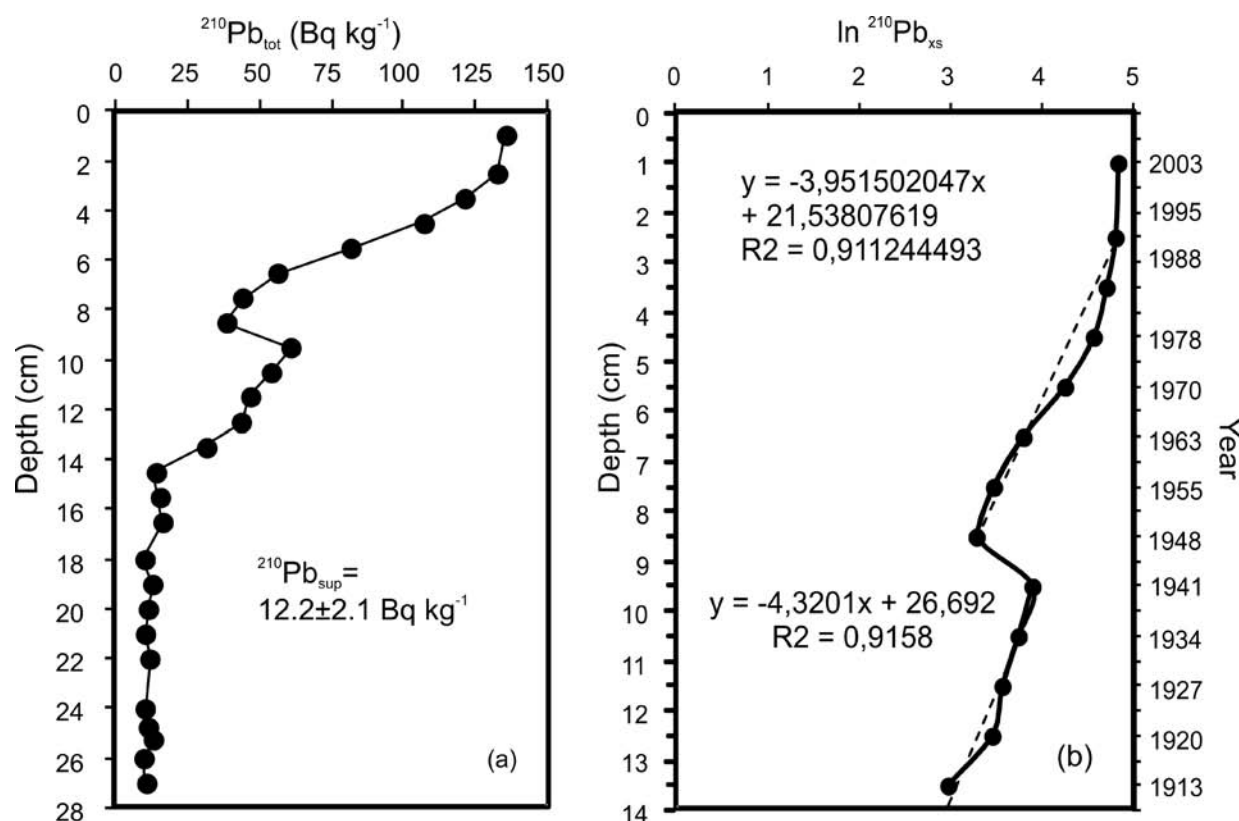 ²¹⁰Pbtot (Bq kg⁻¹)
0 25 50 75 100 125 150
0
2
4
6
8
10
12
14
16
18
20
22
24
26
28
Depth (cm)
²¹⁰Pbsup=
12.2±2.1 Bq kg⁻¹
(a)
ln ²¹⁰Pbxs
0 1 2 3 4 5
0
1
2
3
4
5
6
7
8
9
10
11
12
13
14
Depth (cm)
y = -3,951502047x
+ 21,53807619
R2 = 0,911244493
y = -4,3201x + 26,692
R2 = 0,9158
(b)
2003
1995
1988
1978
1970
1963
1955
1948
1941
1934
1927
1920
1913
Year